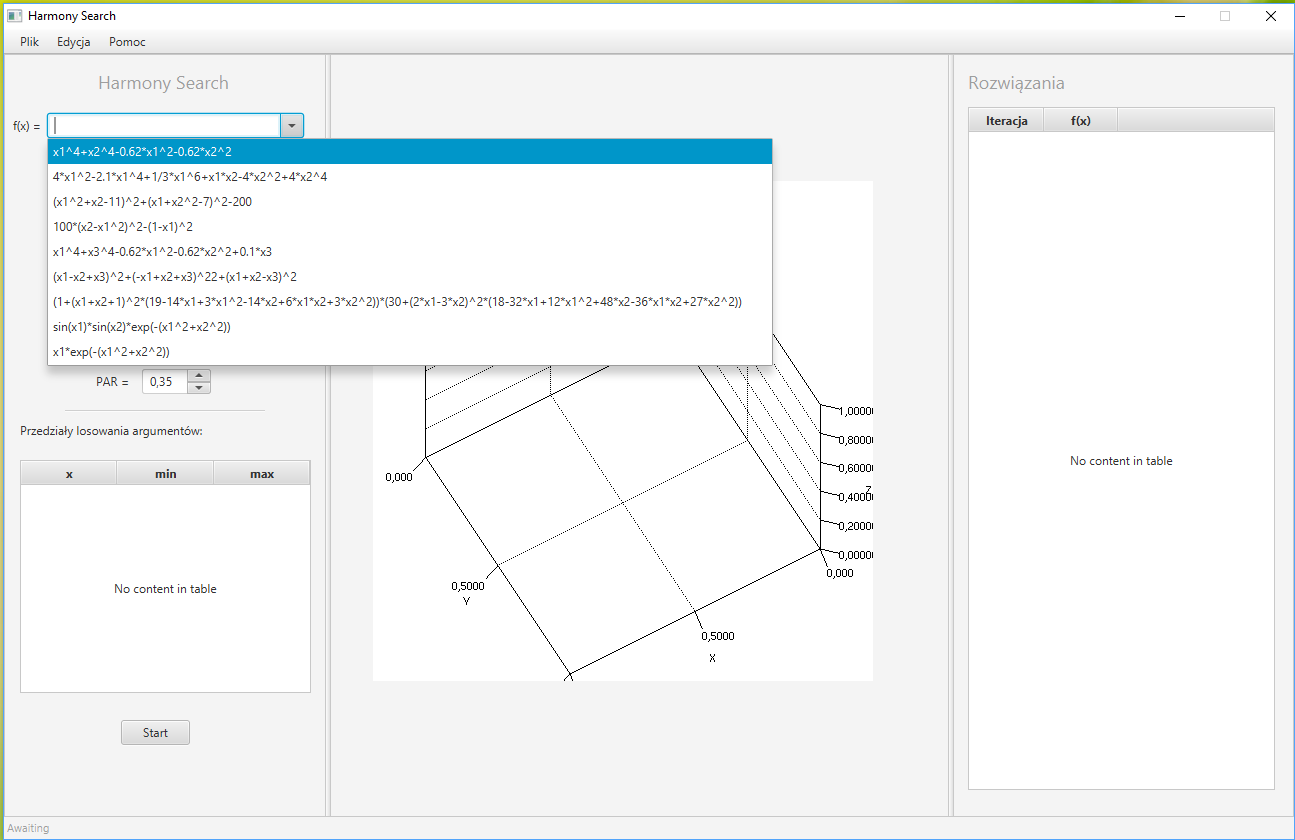 Harmony Search
Plik Edycja Pomoc
Harmony Search
f(x) =
x1^4+x2^4-0.62*x1^2-0.62*x2^2
4*x1^2-2.1*x1^4+1/3*x1^6+x1*x2-4*x2^2+4*x2^4
(x1^2+x2-11)^2+(x1+x2^2-7)^2-200
100*(x2-x1^2)^2-(1-x1)^2
x1^4+x3^4-0.62*x1^2-0.62*x2^2+0.1*x3
(x1-x2+x3)^2+(-x1+x2+x3)^22+(x1+x2-x3)^2
(1+(x1+x2+1)^2*(19-14*x1+3*x1^2-14*x2+6*x1*x2+3*x2^2))*(30+(2*x1-3*x2)^2*(18-32*x1+12*x1^2+48*x2-36*x1*x2+27*x2^2))
sin(x1)*sin(x2)*exp(-(x1^2+x2^2))
x1*exp(-(x1^2+x2^2))
PAR = 0,35
Przedziały losowania argumentów:
x min max
No content in table
Start
1,0000
0,8000
0,6000
Z
0,4000
0,2000
0,0000
0,000
0,000
0,5000
Y
0,5000
X
Rozwiązania
Iteracja f(x)
No content in table
Awaiting